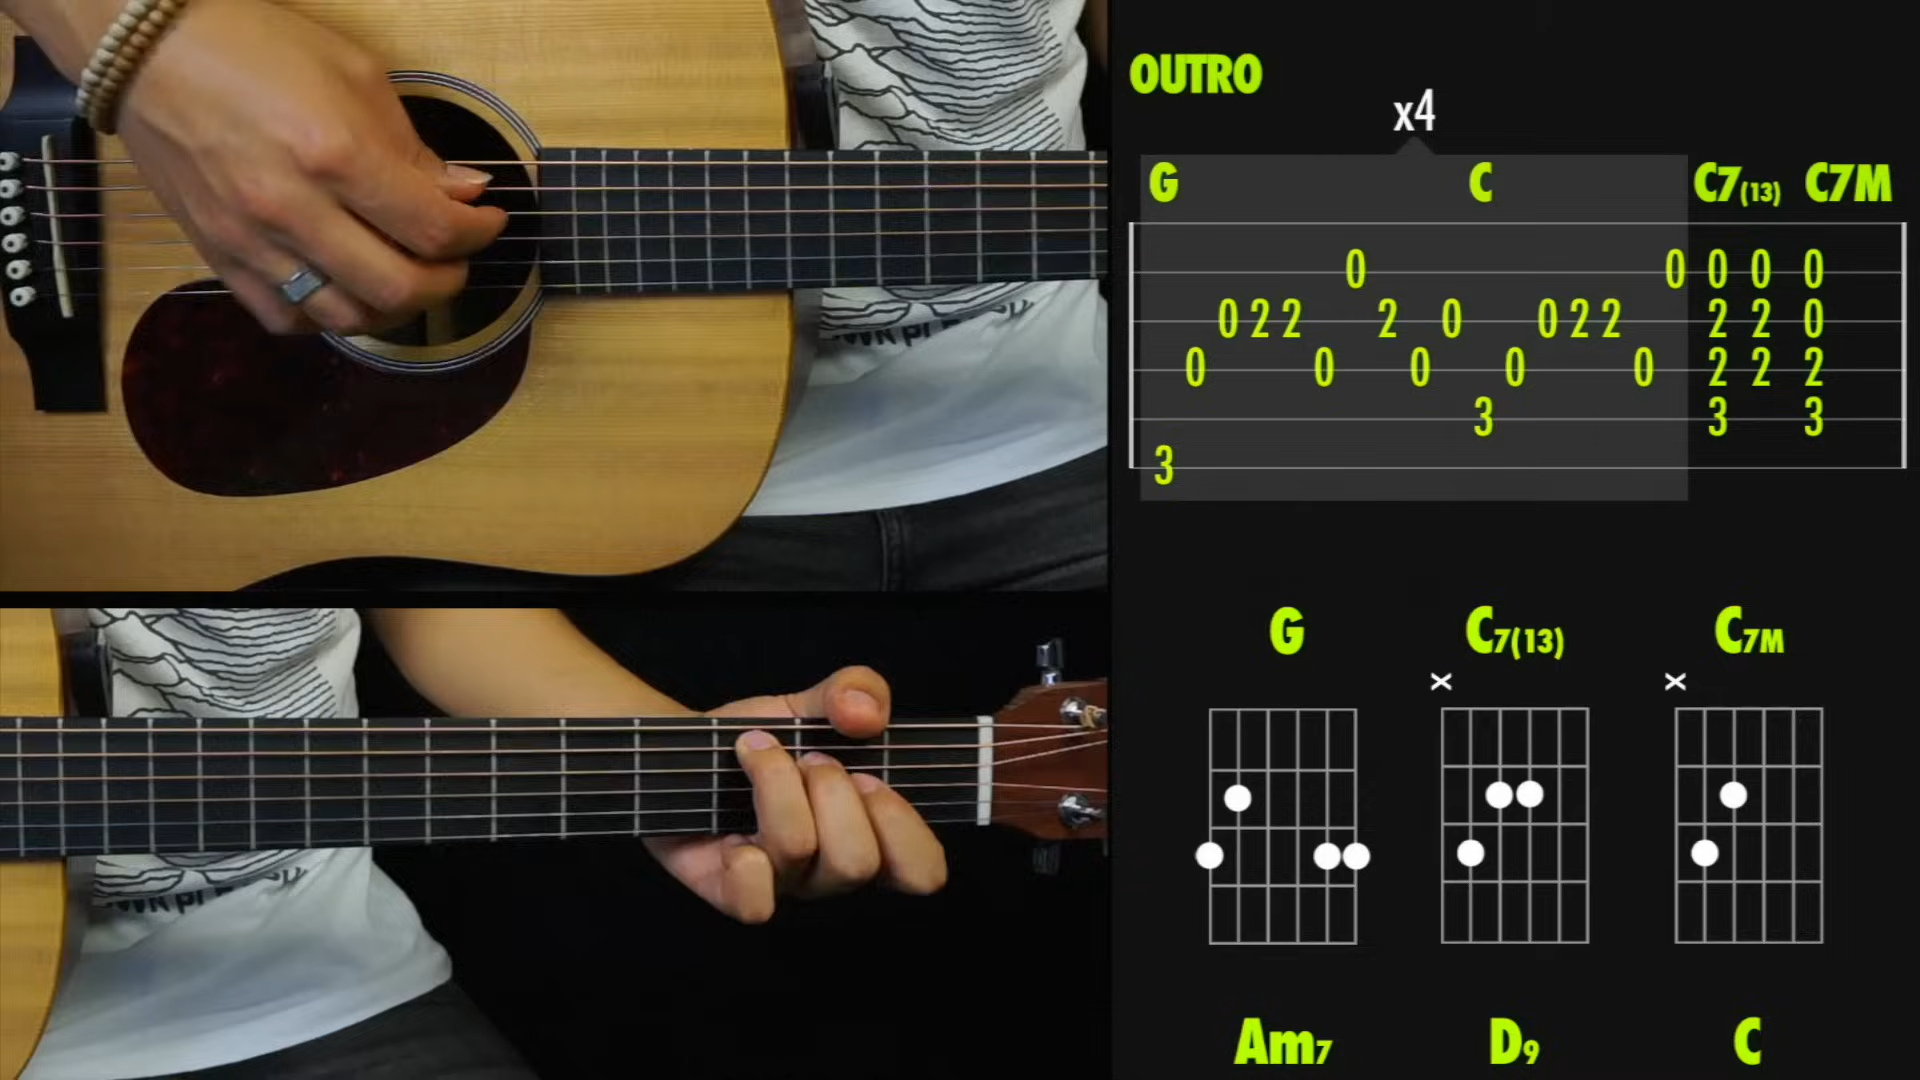 OUTRO
x4
G C C7(13) C7M
0 0 0 0 0
0 2 2 2 0 0 2 2 2 2 0
0 0 0 0 0 2 2 2
3 3 3
3
G C7(13) C7M
x x
Am7 D9 C